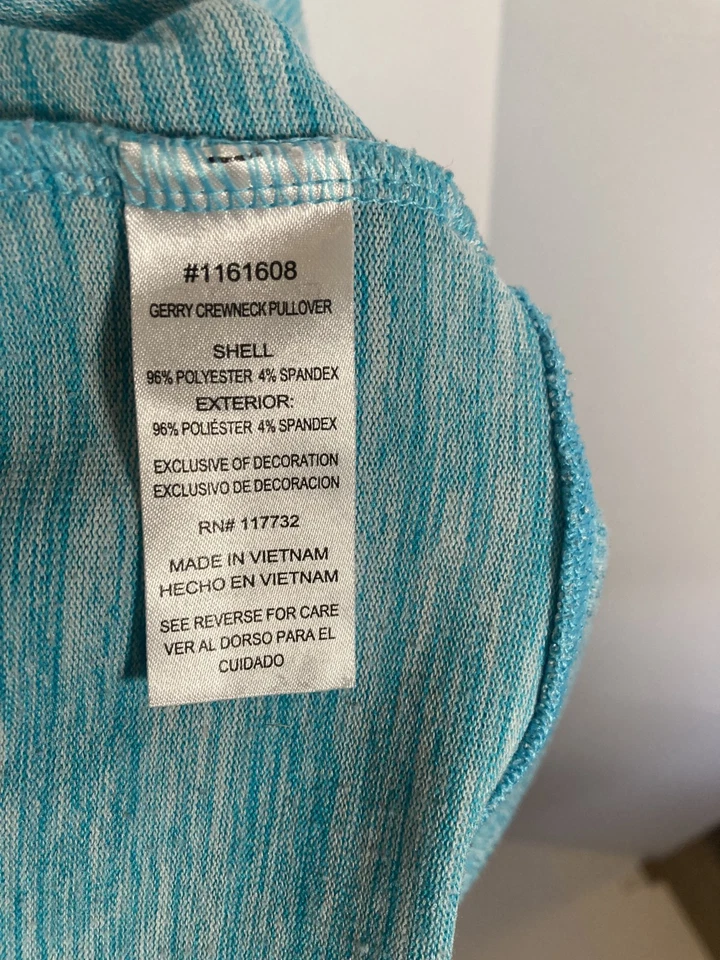 #1161608
GERRY CREWNECK PULLOVER
SHELL
96% POLYESTER 4% SPANDEX
EXTERIOR:
96% POLIÉSTER 4% SPANDEX
EXCLUSIVE OF DECORATION
EXCLUSIVO DE DECORACION
RN# 117732
MADE IN VIETNAM
HECHO EN VIETNAM
SEE REVERSE FOR CARE
VER AL DORSO PARA EL
CUIDADO